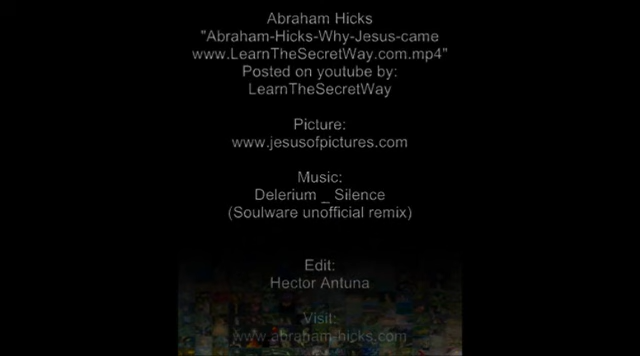 Abraham Hicks
"Abraham-Hicks-Why-Jesus-came
www.LearnTheSecretWay.com.mp4"
Posted on youtube by:
LearnTheSecretWay
Picture:
www.jesusofpictures.com
Music:
Delerium _ Silence
(Soulware unofficial remix)
Edit:
Hector Antuna
Visit:
www.abraham-hicks.com